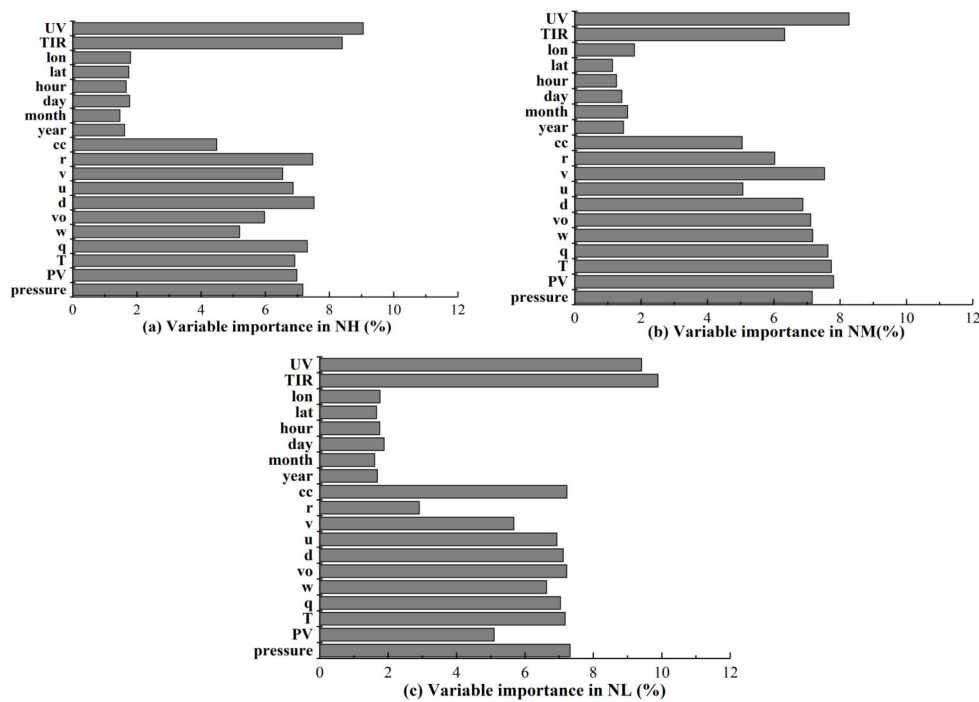 UV
TIR
lon
lat
hour
day
month
year
cc
r
v
u
d
vo
w
q
T
PV
pressure
0 2 4 6 8 10 12
(a) Variable importance in NH (%)
UV
TIR
lon
lat
hour
day
month
year
cc
r
v
u
d
vo
w
q
T
PV
pressure
0 2 4 6 8 10 12
(b) Variable importance in NM(%)
UV
TIR
lon
lat
hour
day
month
year
cc
r
v
u
d
vo
w
q
T
PV
pressure
0 2 4 6 8 10 12
(c) Variable importance in NL (%)